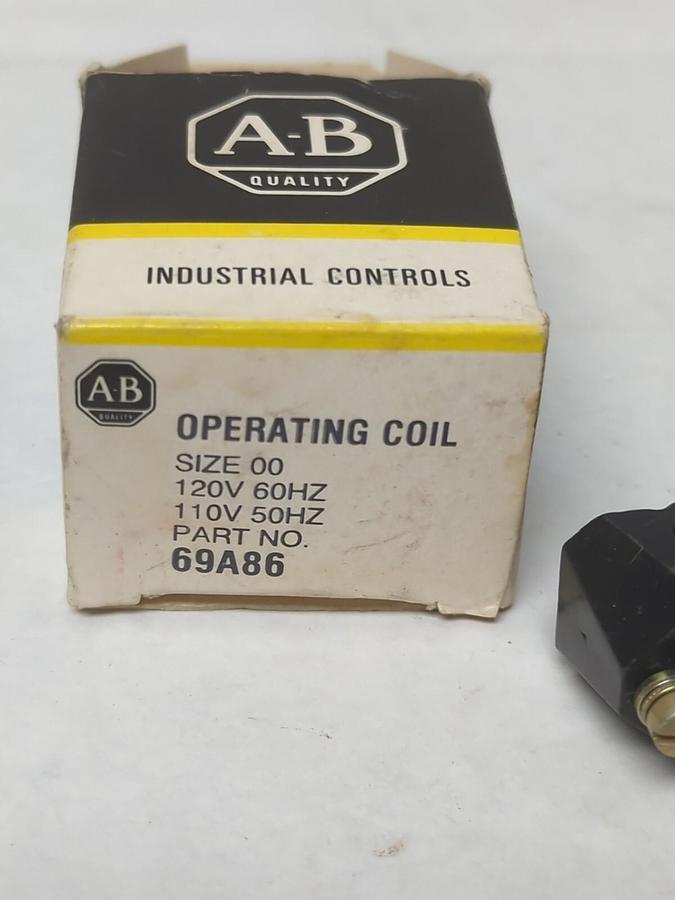 A-B
QUALITY
INDUSTRIAL CONTROLS
A-B
QUALITY
OPERATING COIL
SIZE 00
120V 60HZ
110V 50HZ
PART NO.
69A86